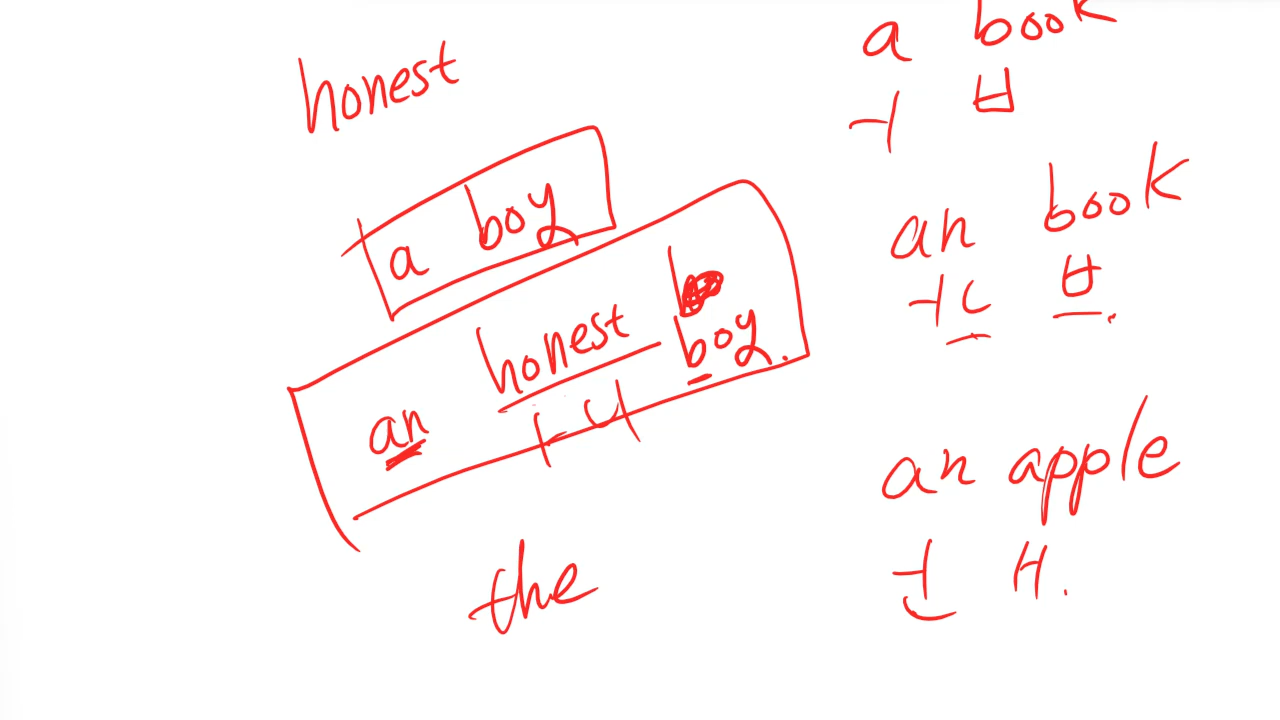 honest
a boy
an honest boy.
ㅏ ㅓ
the
a book
ㅓ ㅂ
an book
ㅓㄴ ㅂ.
an apple
ㅓ ㅐ.